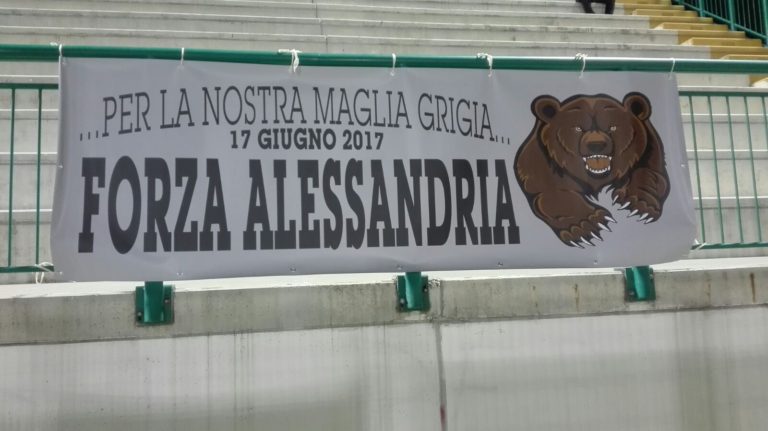 ...PER LA NOSTRA MAGLIA GRIGIA...
17 GIUGNO 2017
FORZA ALESSANDRIA